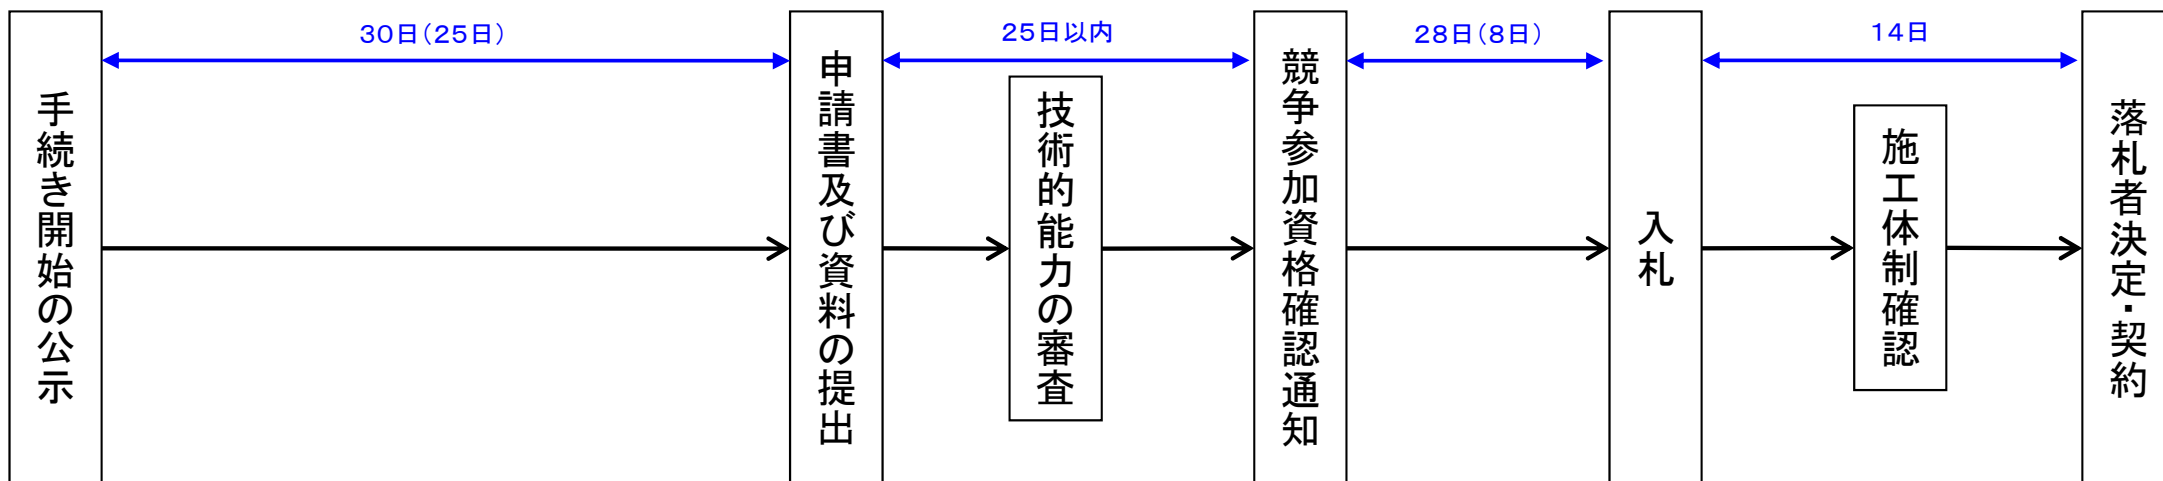 手続き開始の公示
30日(25日)
申請書及び資料の提出
25日以内
技術的能力の審査
競争参加資格確認通知
28日(8日)
入札
14日
施工体制確認
落札者決定・契約